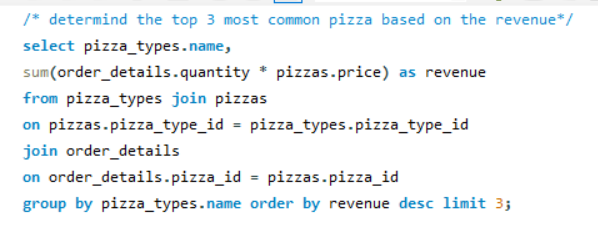 /* determind the top 3 most common pizza based on the revenue*/
select pizza_types.name,
sum(order_details.quantity * pizzas.price) as revenue
from pizza_types join pizzas
on pizzas.pizza_type_id = pizza_types.pizza_type_id
join order_details
on order_details.pizza_id = pizzas.pizza_id
group by pizza_types.name order by revenue desc limit 3;